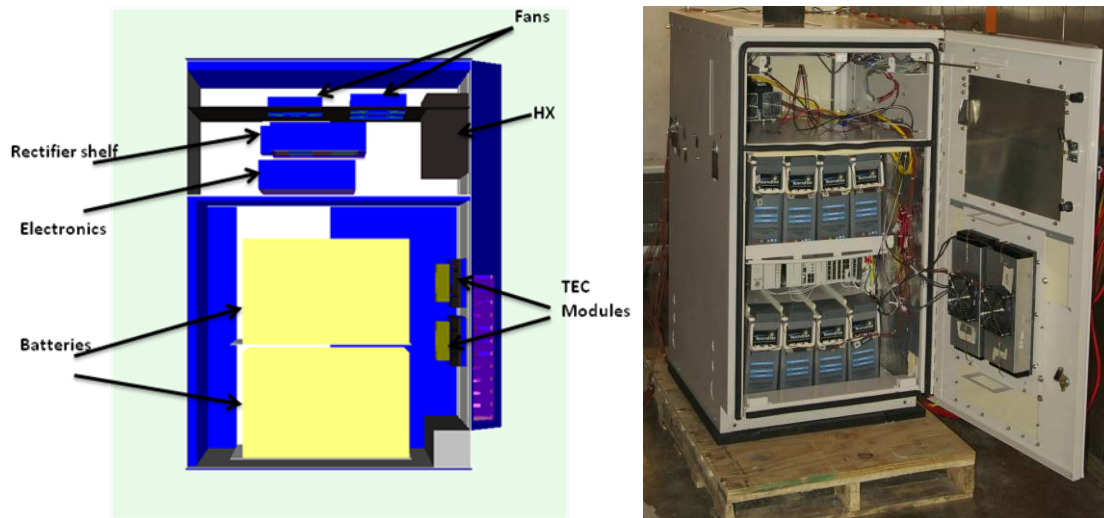 Fans
HX
Rectifier shelf
Electronics
TEC
Modules
Batteries